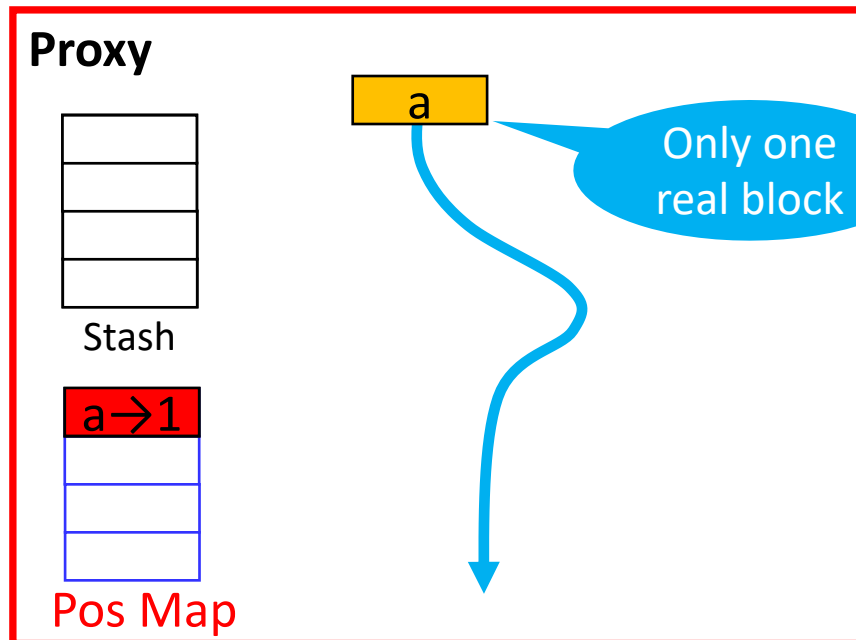 Proxy
a
Only one
real block
Stash
a→1
Pos Map